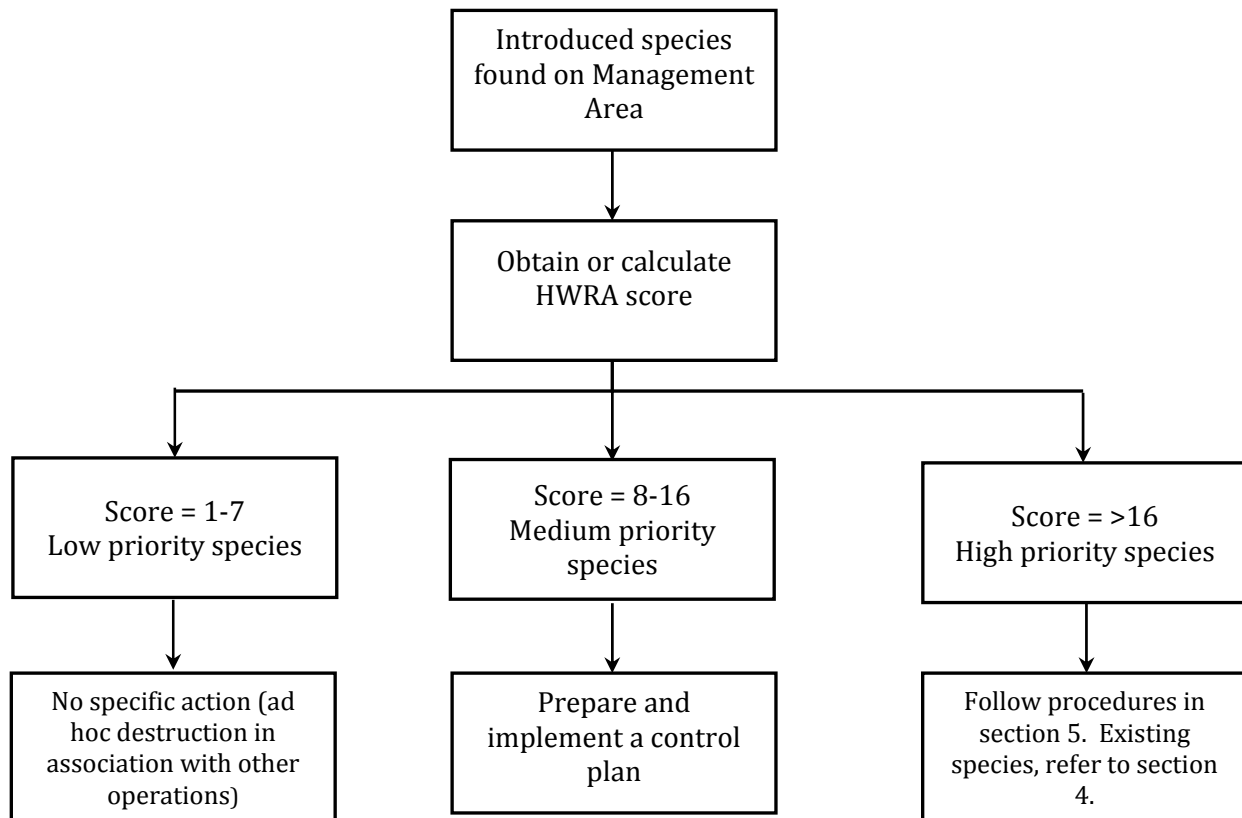 Introduced species
found on Management
Area
Obtain or calculate
HWRA score
Score = 1-7
Low priority species
Score = 8-16
Medium priority
species
Score = >16
High priority species
No specific action (ad
hoc destruction in
association with other
operations)
Prepare and
implement a control
plan
Follow procedures in
section 5.  Existing
species, refer to section
4.